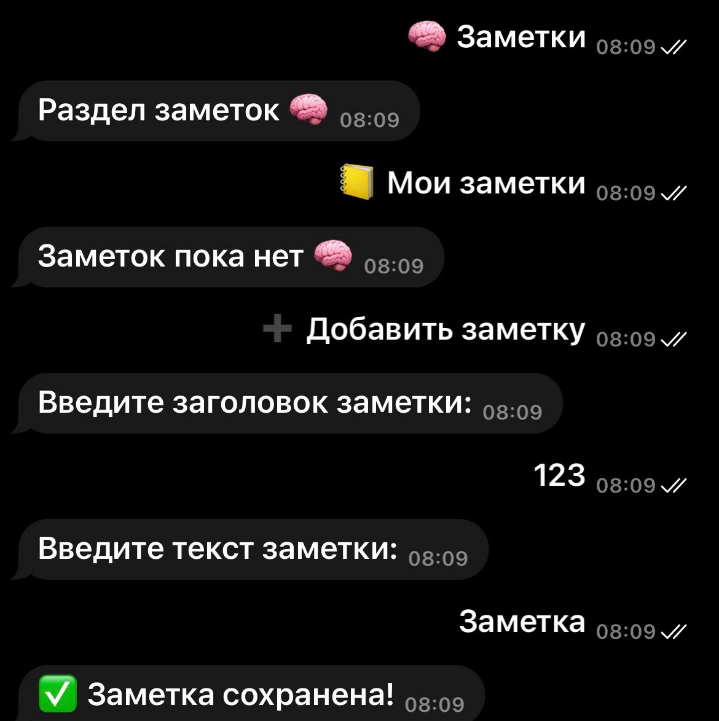 🧠 Заметки 08:09
Раздел заметок 🧠 08:09
📒 Мои заметки 08:09
Заметок пока нет 🧠 08:09
➕ Добавить заметку 08:09
Введите заголовок заметки: 08:09
123 08:09
Введите текст заметки: 08:09
Заметка 08:09
✅ Заметка сохранена! 08:09